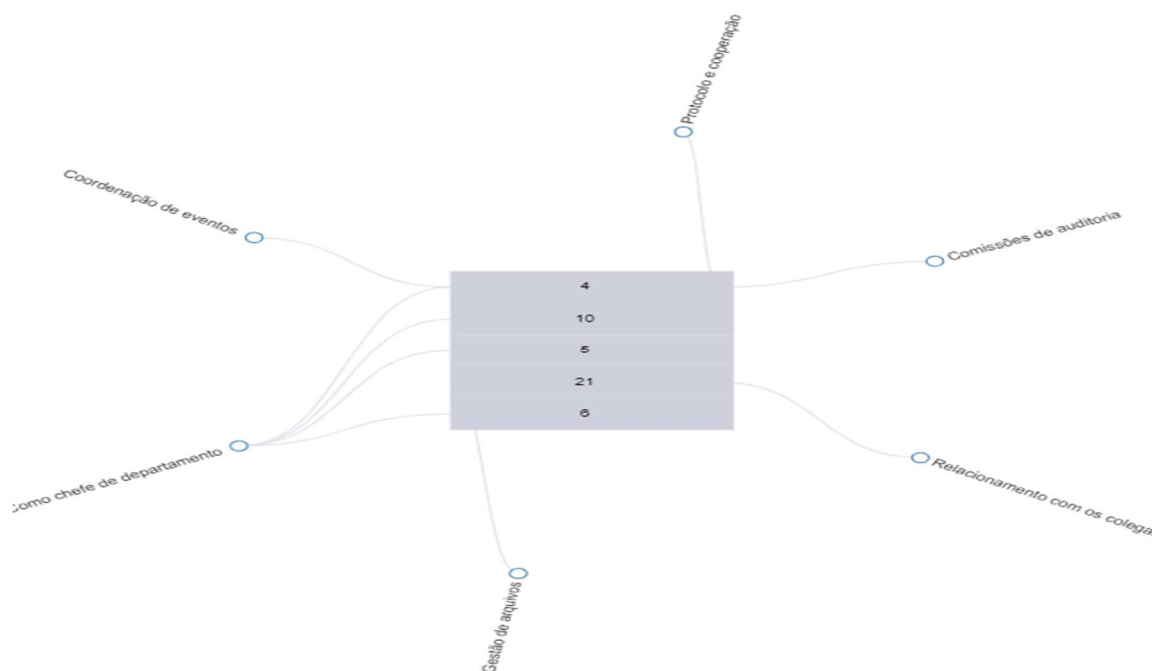 Protocolo e cooperação
Coordenação de eventos
Comissões de auditoria
4
10
5
21
6
Como chefe de departamento
Relacionamento com os colega
Gestão de arquivos